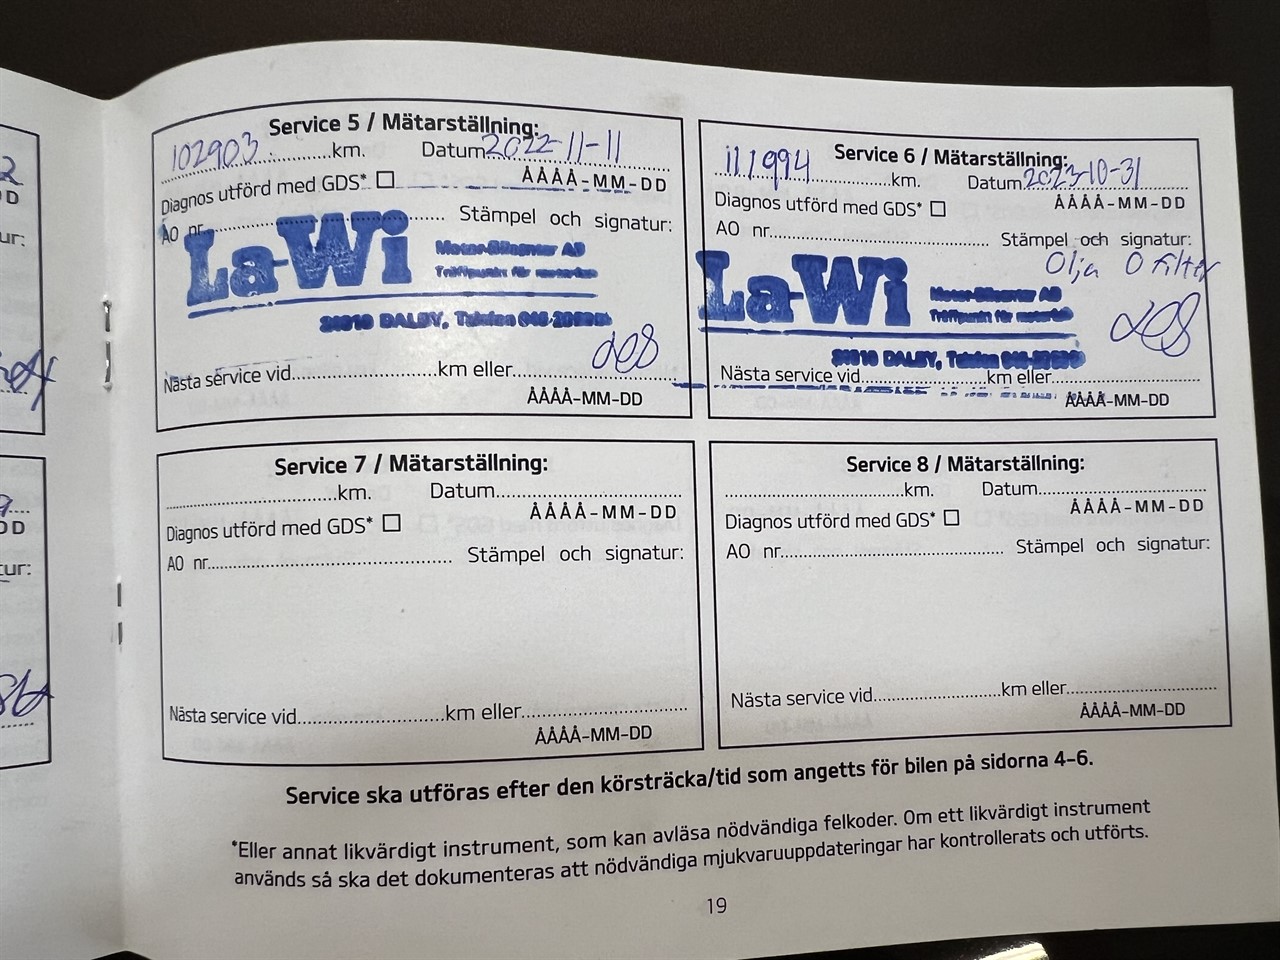 Service 5 / Mätarställning:
102903 km. Datum 2022-11-11
ÅÅÅÅ-MM-DD
Diagnos utförd med GDS* ☐
AO nr. Stämpel och signatur:
La-Wi
Träffpunkt för
DALBY, Telefon
Nästa service vid km eller
ÅÅÅÅ-MM-DD
Service 6 / Mätarställning:
111994 km. Datum 2023-10-31
ÅÅÅÅ-MM-DD
Diagnos utförd med GDS* ☐
AO nr. Stämpel och signatur:
Olja O Filter
La-Wi
Träffpunkt för
DALBY, Telefon
Nästa service vid km eller
ÅÅÅÅ-MM-DD
Service 7 / Mätarställning:
km. Datum
ÅÅÅÅ-MM-DD
Diagnos utförd med GDS* ☐
AO nr. Stämpel och signatur:
Nästa service vid km eller
ÅÅÅÅ-MM-DD
Service 8 / Mätarställning:
km. Datum
ÅÅÅÅ-MM-DD
Diagnos utförd med GDS* ☐
AO nr. Stämpel och signatur:
Nästa service vid km eller
ÅÅÅÅ-MM-DD
Service ska utföras efter den körsträcka/tid som angetts för bilen på sidorna 4-6.
*Eller annat likvärdigt instrument, som kan avläsa nödvändiga felkoder. Om ett likvärdigt instrument
används så ska det dokumenteras att nödvändiga mjukvaruuppdateringar har kontrollerats och utförts.
19